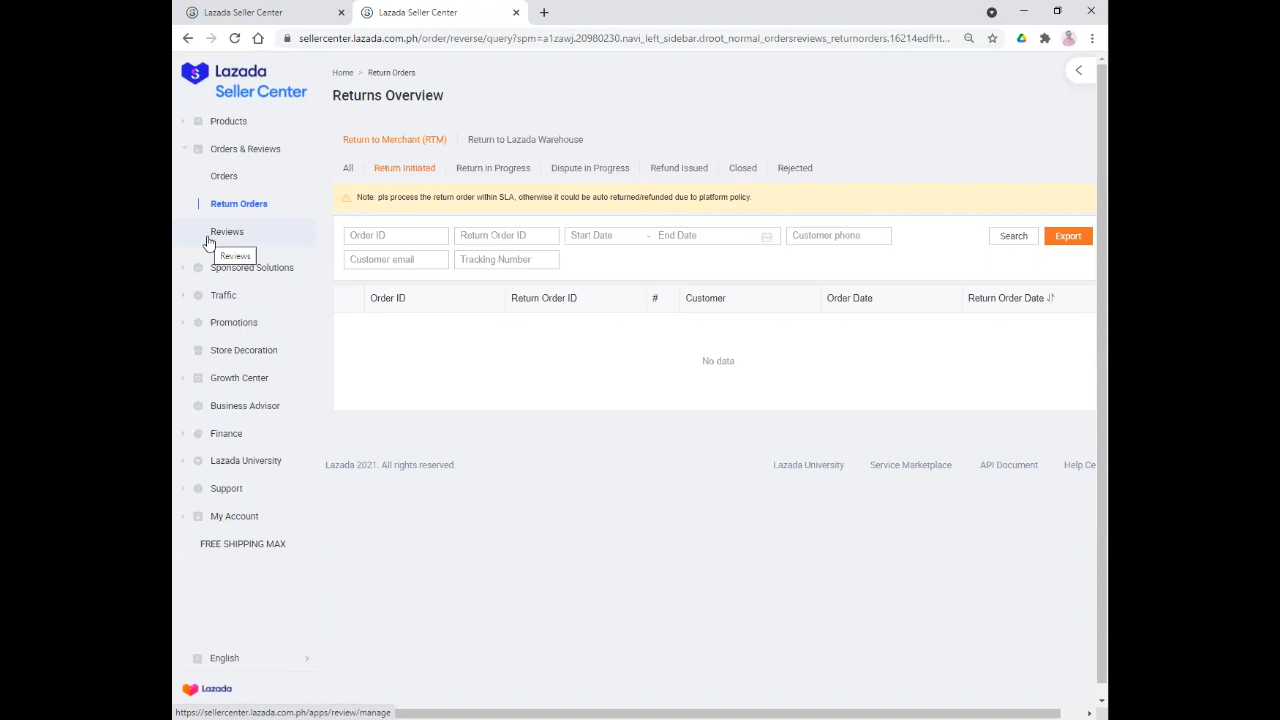 Lazada Seller Center
Lazada Seller Center
sellercenter.lazada.com.ph/order/reverse/query?spm=a1zawj.20980230.navi_left_sidebar.droot_normal_ordersreviews_returnorders.16214edfHt...
Lazada
Seller Center
Products
Orders & Reviews
Orders
Return Orders
Reviews
Reviews
Sponsored Solutions
Traffic
Promotions
Store Decoration
Growth Center
Business Advisor
Finance
Lazada University
Support
My Account
FREE SHIPPING MAX
English
Lazada
https://sellercenter.lazada.com.ph/apps/review/manage
Home > Return Orders
Returns Overview
Return to Merchant (RTM) Return to Lazada Warehouse
All Return Initiated Return in Progress Dispute in Progress Refund Issued Closed Rejected
Note: pls process the return order within SLA, otherwise it could be auto returned/refunded due to platform policy.
Order ID Return Order ID Start Date - End Date Customer phone Search Export
Customer email Tracking Number
Order ID Return Order ID # Customer Order Date Return Order Date
No data
Lazada 2021. All rights reserved. Lazada University Service Marketplace API Document Help Ce